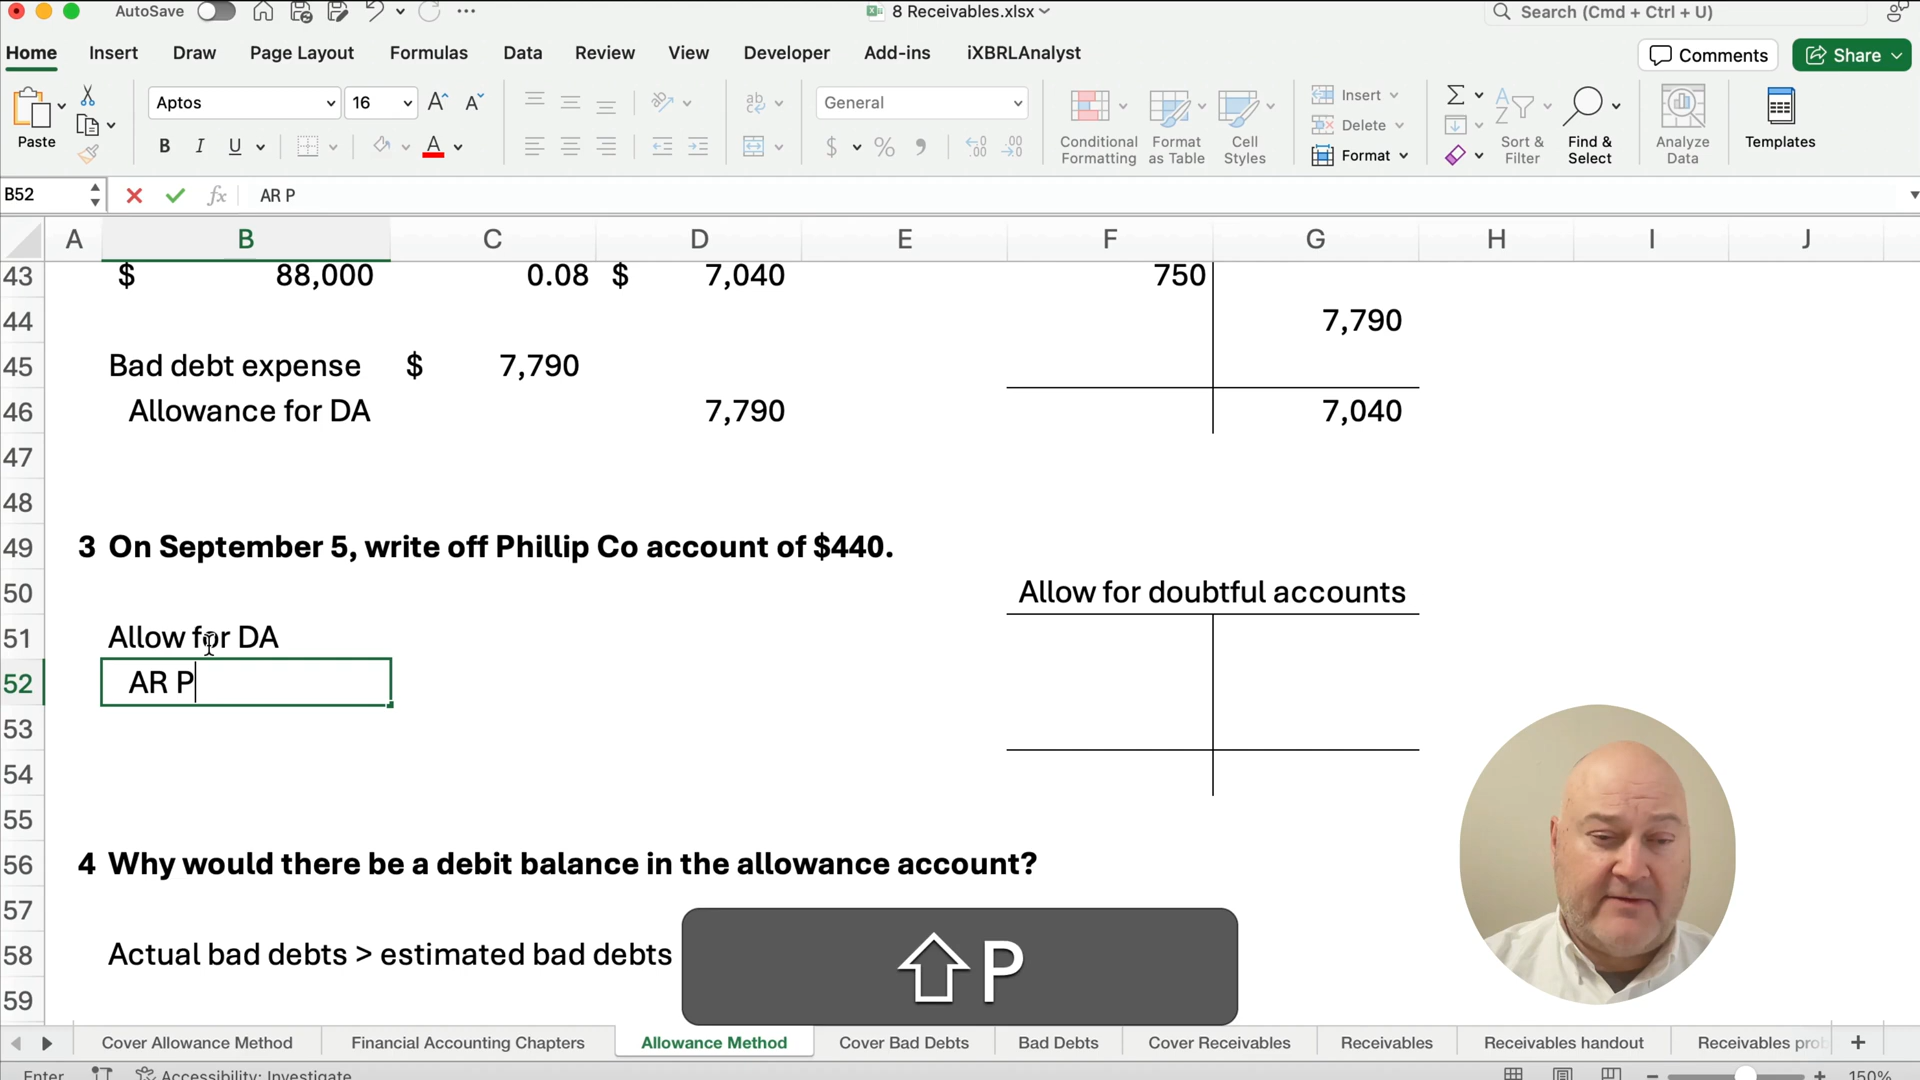 AutoSave
8 Receivables.xlsx
Search (Cmd + Ctrl + U)
Home Insert Draw Page Layout Formulas Data Review View Developer Add-ins iXBRLAnalyst
Comments Share
Paste
Aptos 16 A A
B I U A
ab
General
$ % 9
Conditional Formatting
Format as Table
Cell Styles
Insert
Delete
Format
Sort & Filter
Find & Select
Analyze Data
Templates
B52 fx AR P
A B C D E F G H I J
43 $ 88,000 0.08 $ 7,040 750
44 7,790
45 Bad debt expense $ 7,790
46 Allowance for DA 7,790 7,040
47
48
49 3 On September 5, write off Phillip Co account of $440.
50 Allow for doubtful accounts
51 Allow for DA
52 AR P
53
54
55
56 4 Why would there be a debit balance in the allowance account?
57
58 Actual bad debts > estimated bad debts
59
⇧P
Cover Allowance Method Financial Accounting Chapters Allowance Method Cover Bad Debts Bad Debts Cover Receivables Receivables Receivables handout Receivables pro
Enter Accessibility: Investigate 150%